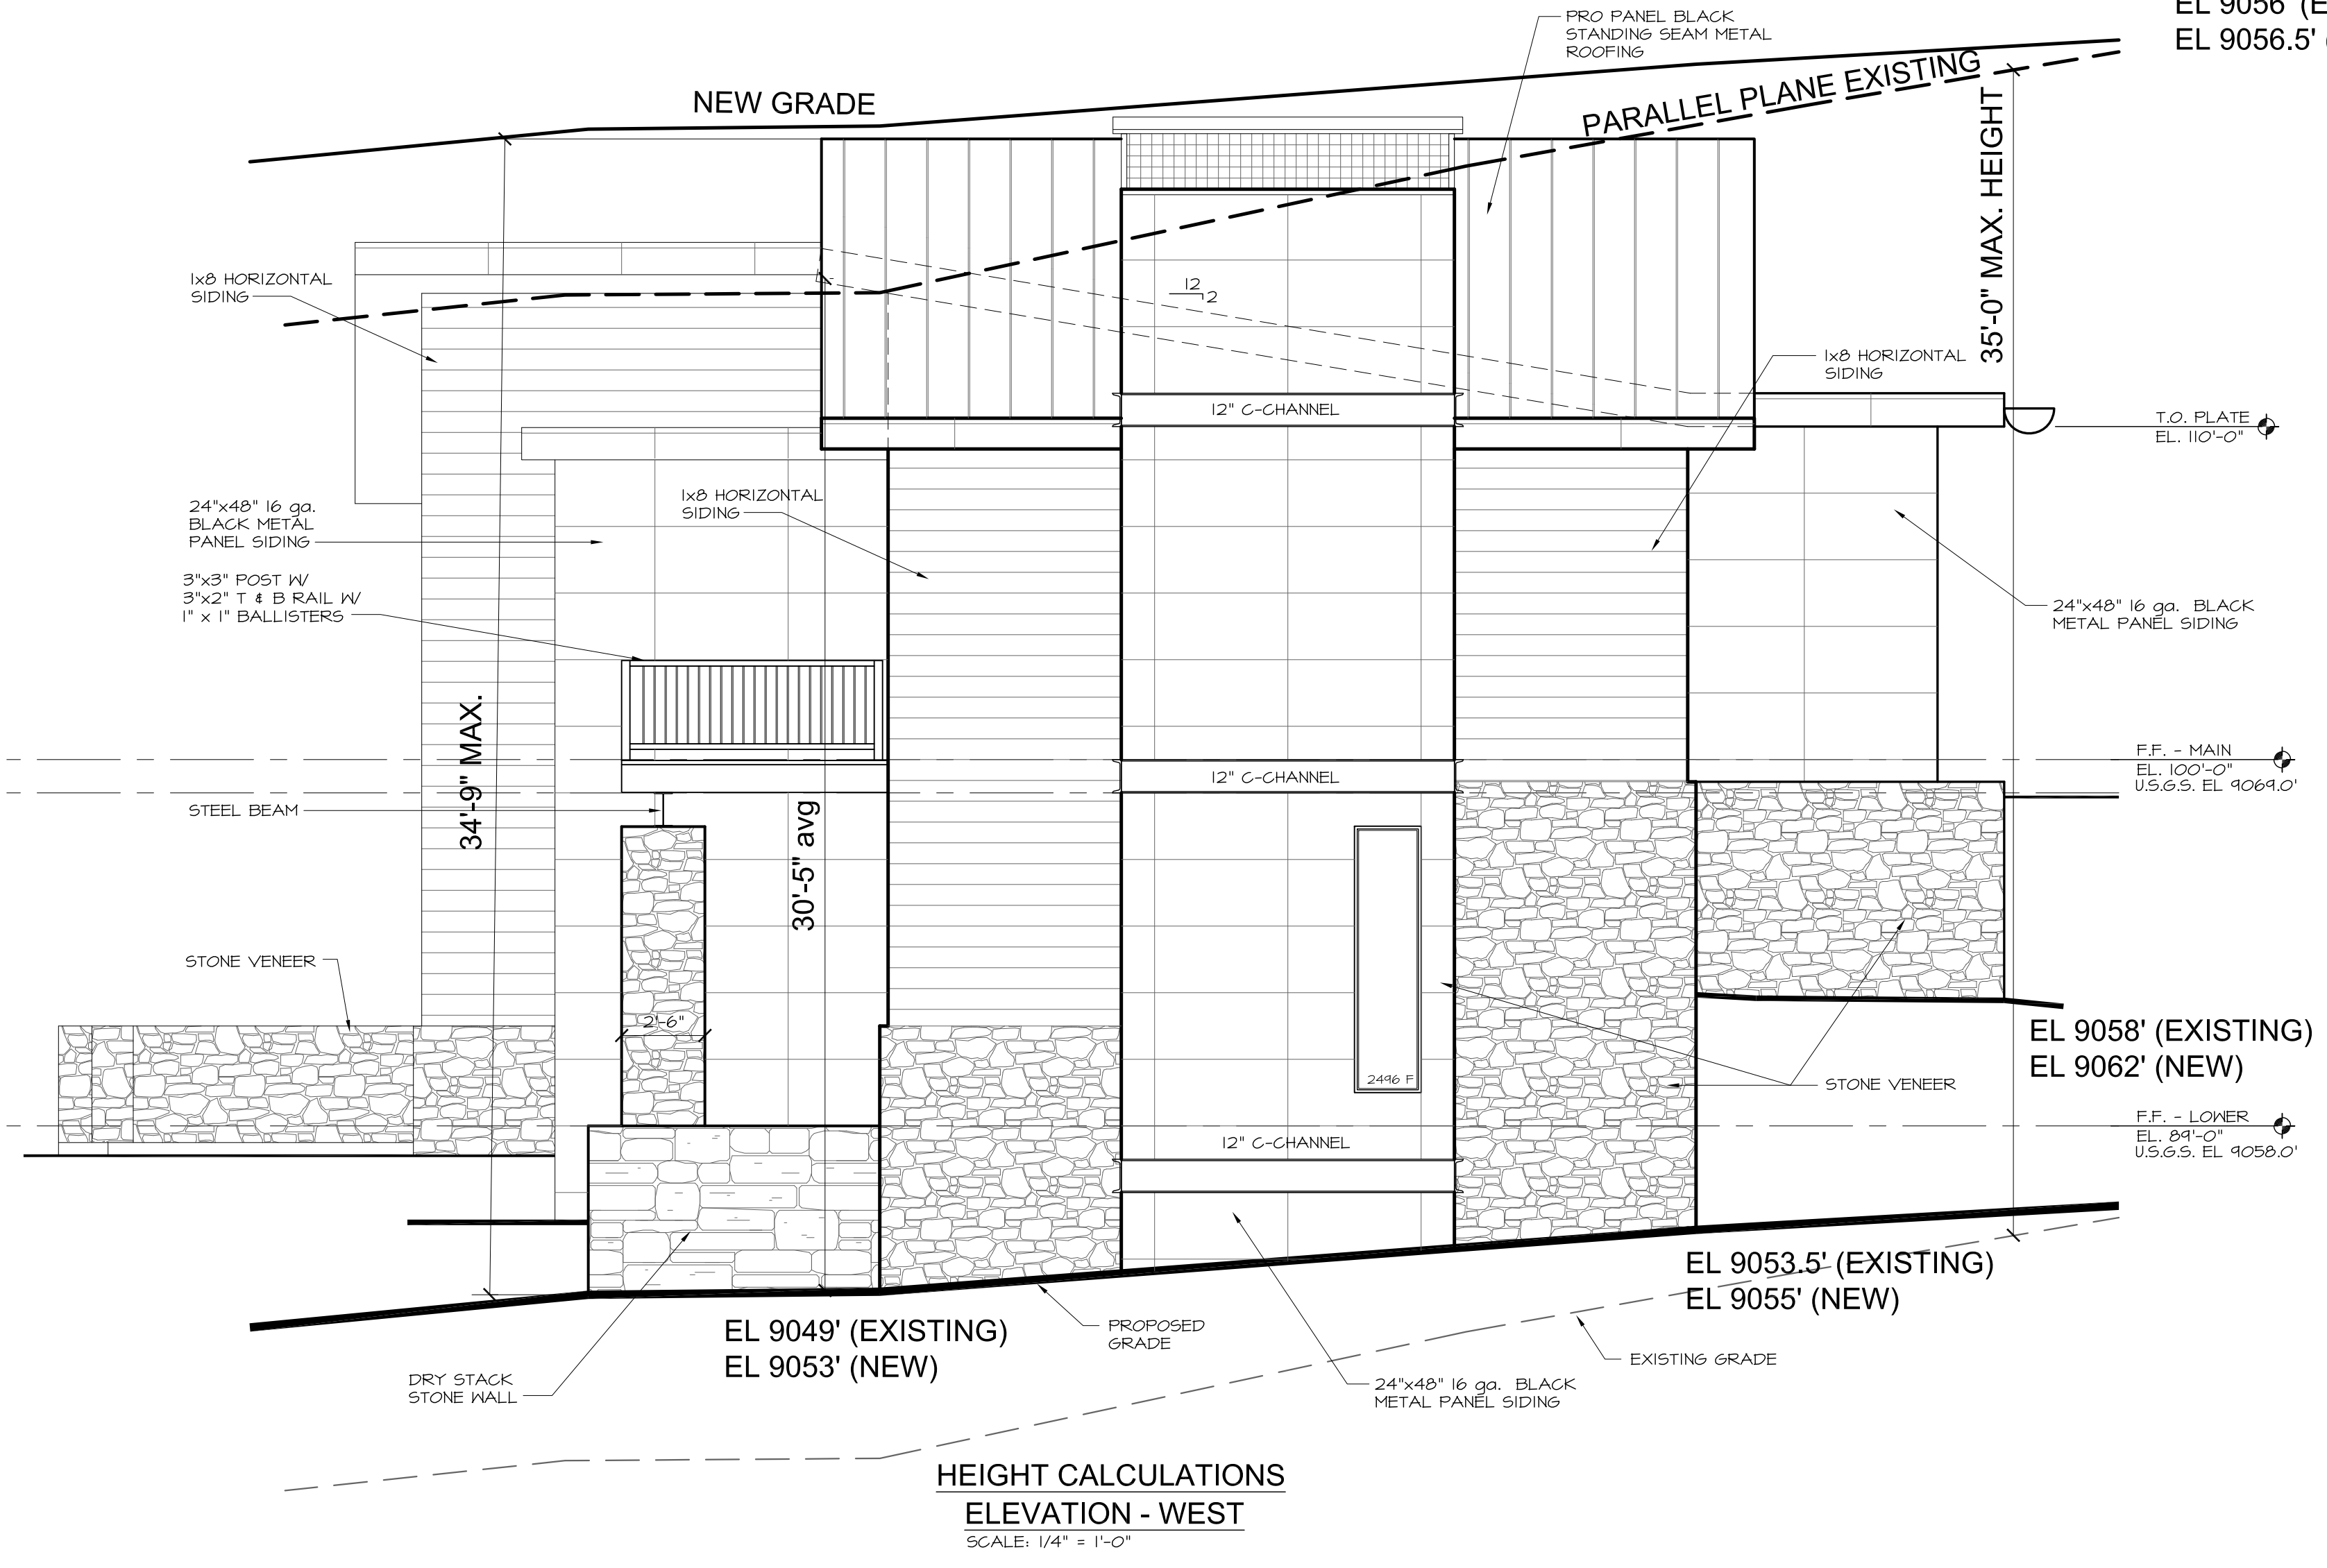 PRO PANEL BLACK
STANDING SEAM METAL
ROOFING
EL 9056' (E
EL 9056.5'
NEW GRADE
PARALLEL PLANE EXISTING
35'-0" MAX. HEIGHT
1x8 HORIZONTAL
SIDING
12
2
1x8 HORIZONTAL
SIDING
12" C-CHANNEL
T.O. PLATE
EL. 110'-0"
24"x48" 16 ga.
BLACK METAL
PANEL SIDING
1x8 HORIZONTAL
SIDING
3"x3" POST W/
3"x2" T & B RAIL W/
1" x 1" BALLISTERS
24"x48" 16 ga. BLACK
METAL PANEL SIDING
34'-9" MAX.
30'-5" avg
12" C-CHANNEL
F.F. - MAIN
EL. 100'-0"
U.S.G.S. EL 9069.0'
STEEL BEAM
STONE VENEER
2'-6"
2496 F
EL 9058' (EXISTING)
EL 9062' (NEW)
STONE VENEER
12" C-CHANNEL
F.F. - LOWER
EL. 89'-0"
U.S.G.S. EL 9058.0'
EL 9053.5' (EXISTING)
EL 9055' (NEW)
EL 9049' (EXISTING)
EL 9053' (NEW)
PROPOSED
GRADE
EXISTING GRADE
DRY STACK
STONE WALL
24"x48" 16 ga. BLACK
METAL PANEL SIDING
HEIGHT CALCULATIONS
ELEVATION - WEST
SCALE: 1/4" = 1'-0"